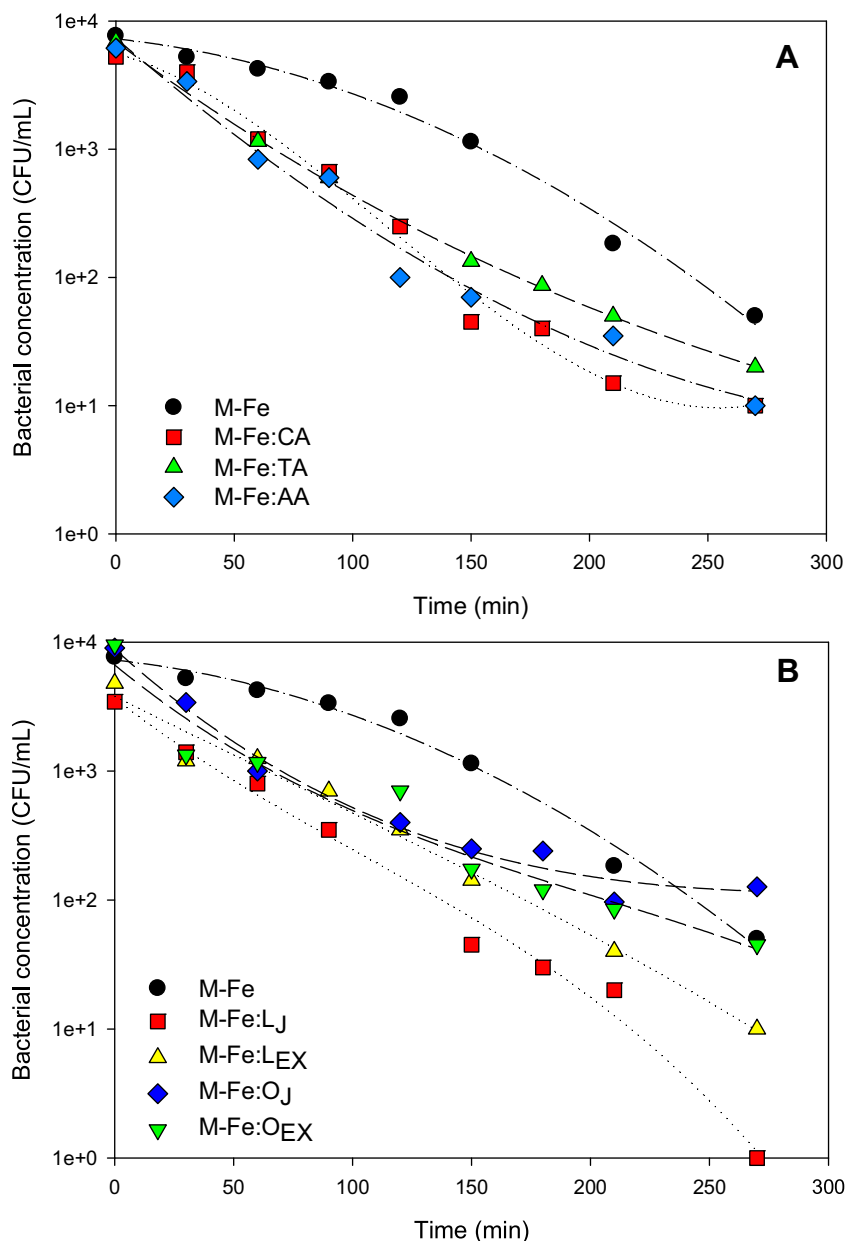 A
1e+4
1e+3
1e+2
1e+1
1e+0
Bacterial concentration (CFU/mL)
M-Fe
M-Fe:CA
M-Fe:TA
M-Fe:AA
0 50 100 150 200 250 300
Time (min)
B
1e+4
1e+3
1e+2
1e+1
1e+0
Bacterial concentration (CFU/mL)
M-Fe
M-Fe:LJ
M-Fe:LEX
M-Fe:OJ
M-Fe:OEX
0 50 100 150 200 250 300
Time (min)